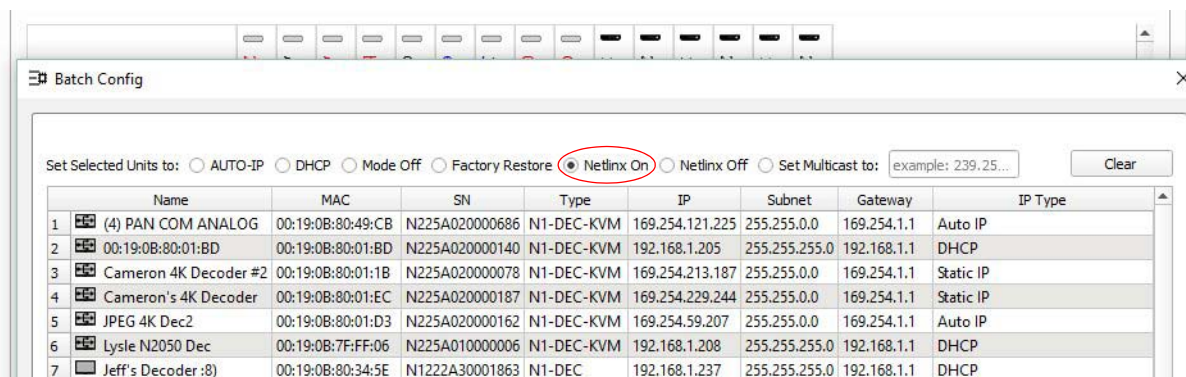 Batch Config
Set Selected Units to: AUTO-IP DHCP Mode Off Factory Restore Netlinx On Netlinx Off Set Multicast to: example: 239.25... Clear
Name MAC SN Type IP Subnet Gateway IP Type
1 (4) PAN COM ANALOG 00:19:0B:80:49:CB N225A020000686 N1-DEC-KVM 169.254.121.225 255.255.0.0 169.254.1.1 Auto IP
2 00:19:0B:80:01:BD 00:19:0B:80:01:BD N225A020000140 N1-DEC-KVM 192.168.1.205 255.255.255.0 192.168.1.1 DHCP
3 Cameron 4K Decoder #2 00:19:0B:80:01:1B N225A020000078 N1-DEC-KVM 169.254.213.187 255.255.0.0 169.254.1.1 Static IP
4 Cameron's 4K Decoder 00:19:0B:80:01:EC N225A020000187 N1-DEC-KVM 169.254.229.244 255.255.0.0 169.254.1.1 Static IP
5 JPEG 4K Dec2 00:19:0B:80:01:D3 N225A020000162 N1-DEC-KVM 169.254.59.207 255.255.0.0 169.254.1.1 Auto IP
6 Lysle N2050 Dec 00:19:0B:7F:FF:06 N225A010000006 N1-DEC-KVM 192.168.1.208 255.255.255.0 192.168.1.1 DHCP
7 Jeff's Decoder :8) 00:19:0B:80:34:5E N1222A30001863 N1-DEC 192.168.1.237 255.255.255.0 192.168.1.1 DHCP